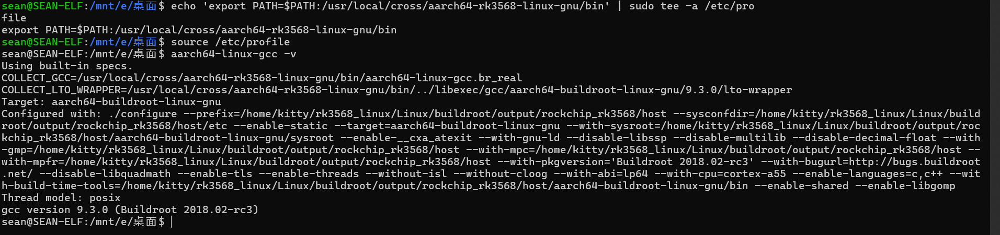 sean@SEAN-ELF:/mnt/e/桌面$ echo 'export PATH=$PATH:/usr/local/cross/aarch64-rk3568-linux-gnu/bin' | sudo tee -a /etc/pro
file
export PATH=$PATH:/usr/local/cross/aarch64-rk3568-linux-gnu/bin
sean@SEAN-ELF:/mnt/e/桌面$ source /etc/profile
sean@SEAN-ELF:/mnt/e/桌面$ aarch64-linux-gcc -v
Using built-in specs.
COLLECT_GCC=/usr/local/cross/aarch64-rk3568-linux-gnu/bin/aarch64-linux-gcc.br_real
COLLECT_LTO_WRAPPER=/usr/local/cross/aarch64-rk3568-linux-gnu/bin/../libexec/gcc/aarch64-buildroot-linux-gnu/9.3.0/lto-wrapper
Target: aarch64-buildroot-linux-gnu
Configured with: ./configure --prefix=/home/kitty/rk3568_linux/Linux/buildroot/output/rockchip_rk3568/host --sysconfdir=/home/kitty/rk3568_linux/Linux/build
root/output/rockchip_rk3568/host/etc --enable-static --target=aarch64-buildroot-linux-gnu --with-sysroot=/home/kitty/rk3568_linux/Linux/buildroot/output/roc
kchip_rk3568/host/aarch64-buildroot-linux-gnu/sysroot --enable-__cxa_atexit --with-gnu-ld --disable-libssp --disable-multilib --disable-decimal-float --with
-gmp=/home/kitty/rk3568_linux/Linux/buildroot/output/rockchip_rk3568/host --with-mpc=/home/kitty/rk3568_linux/Linux/buildroot/output/rockchip_rk3568/host --
with-mpfr=/home/kitty/rk3568_linux/Linux/buildroot/output/rockchip_rk3568/host --with-pkgversion='Buildroot 2018.02-rc3' --with-bugurl=http://bugs.buildroot
.net/ --disable-libquadmath --enable-tls --enable-threads --without-isl --without-cloog --with-abi=lp64 --with-cpu=cortex-a55 --enable-languages=c,c++ --wit
h-build-time-tools=/home/kitty/rk3568_linux/Linux/buildroot/output/rockchip_rk3568/host/aarch64-buildroot-linux-gnu/bin --enable-shared --enable-libgomp
Thread model: posix
gcc version 9.3.0 (Buildroot 2018.02-rc3)
sean@SEAN-ELF:/mnt/e/桌面$